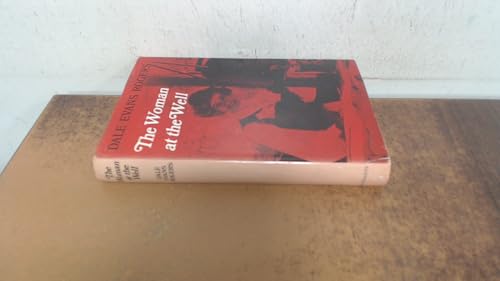 DALE EVANS ROGERS
The Woman
at the Well
The
Woman
at the
Well
DALE
EVANS
ROGERS